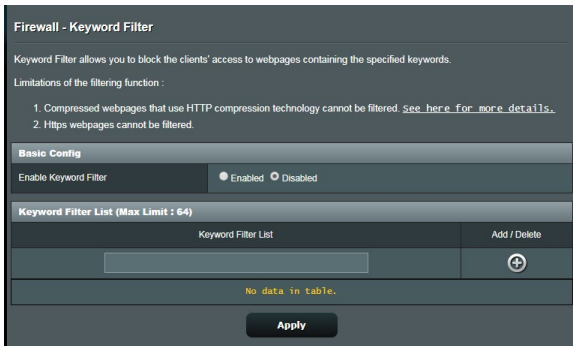 Firewall - Keyword Filter
Keyword Filter allows you to block the clients' access to webpages containing the specified keywords.
Limitations of the filtering function :
1. Compressed webpages that use HTTP compression technology cannot be filtered. See here for more details.
2. Https webpages cannot be filtered.
Basic Config
Enable Keyword Filter
Enabled Disabled
Keyword Filter List (Max Limit : 64)
Keyword Filter List Add / Delete
No data in table.
Apply